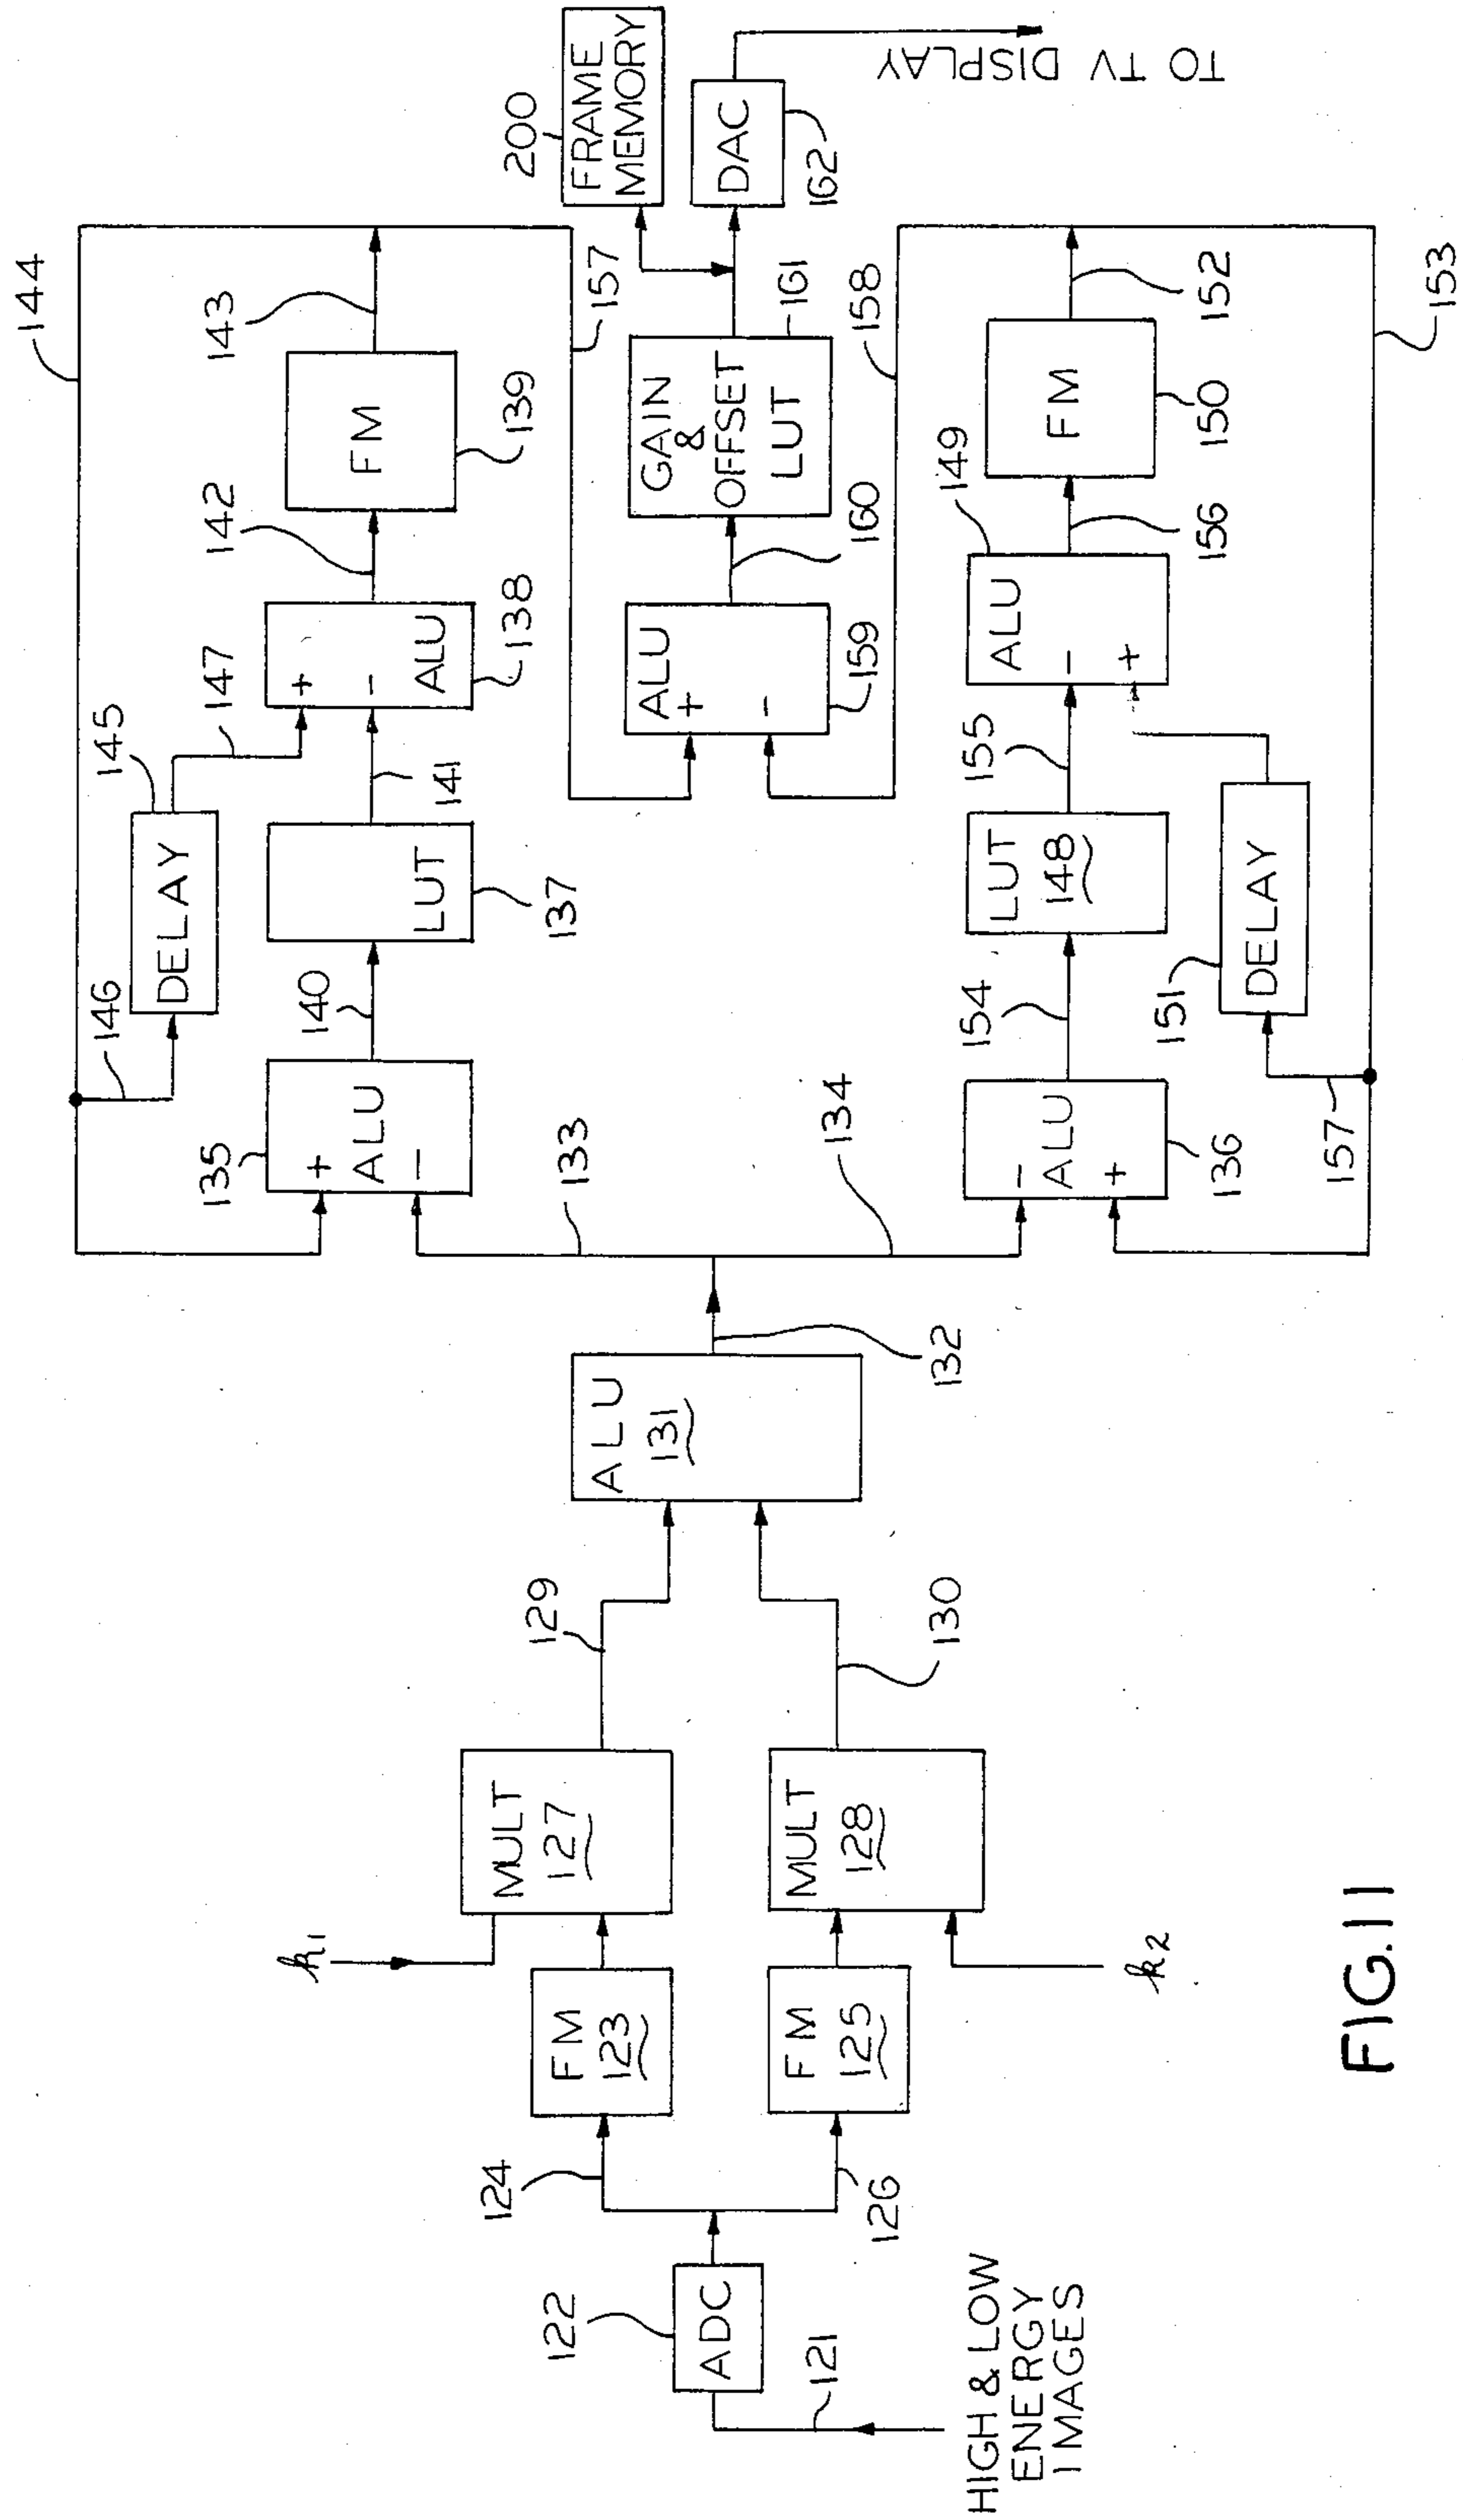 HIGH & LOW
ENERGY
IMAGES
121
122
ADC
124
126
FM
123
FM
125
k1
k2
MULT
127
MULT
128
129
130
ALU
131
132
133
134
135
+
ALU
-
140
LUT
137
141
146
DELAY
145
147
+
-
ALU
138
142
FM
139
143
144
-
ALU
+
136
154
LUT
148
155
157
151
DELAY
ALU
-
+
149
156
FM
150
152
153
157
158
ALU
+
-
159
160
GAIN
&
OFFSET
LUT
161
200
FRAME
MEMORY
DAC
162
TO TV DISPLAY
FIG.11